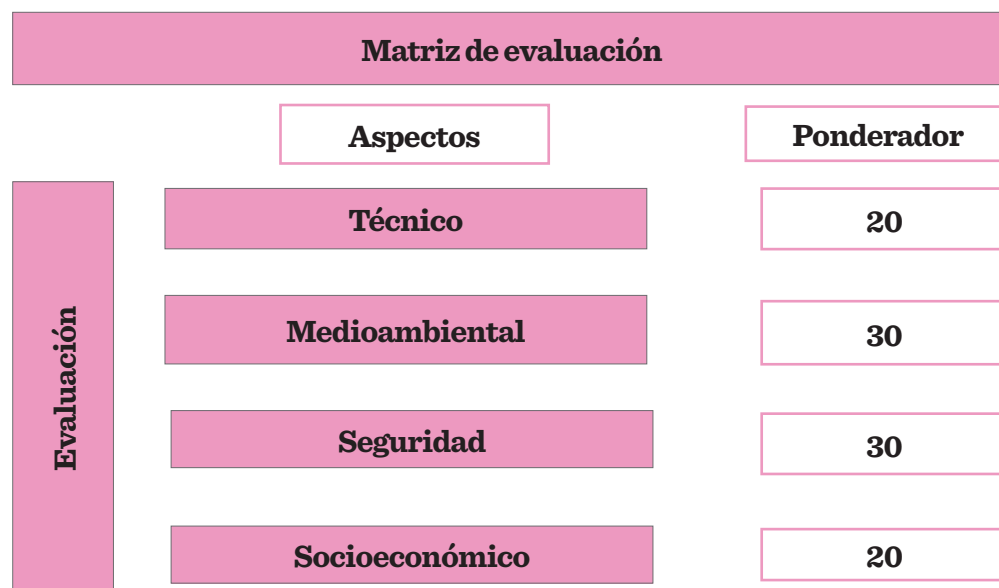 Matriz de evaluación
Aspectos
Ponderador
Evaluación
Técnico
20
Medioambiental
30
Seguridad
30
Socioeconómico
20